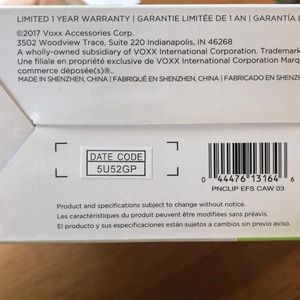 LIMITED 1 YEAR WARRANTY | GARANTIE LIMITÉE DE 1 AN | GARANTÍA L
©2017 Voxx Accessories Corp.
3502 Woodview Trace, Suite 220 Indianapolis, IN 46268
A wholly-owned subsidiary of VOXX International Corporation. Trademark
Une filiale en propriété exclusive de VOXX International Corporation Marq
commerce déposée(s)®.
MADE IN SHENZHEN, CHINA | FABRIQUÉ EN SHENZHEN, CHINA | FABRICADO EN SHENZ
DATE CODE
5U52GP
0 44476 13164 6
PNCLIP EFS CAW 03
Product and specifications subject to change without notice.
Les caractéristiques du produit peuvent être modifiées sans préavis.
El producto y sus especificaciones están sujetos a cambios sin previo aviso.